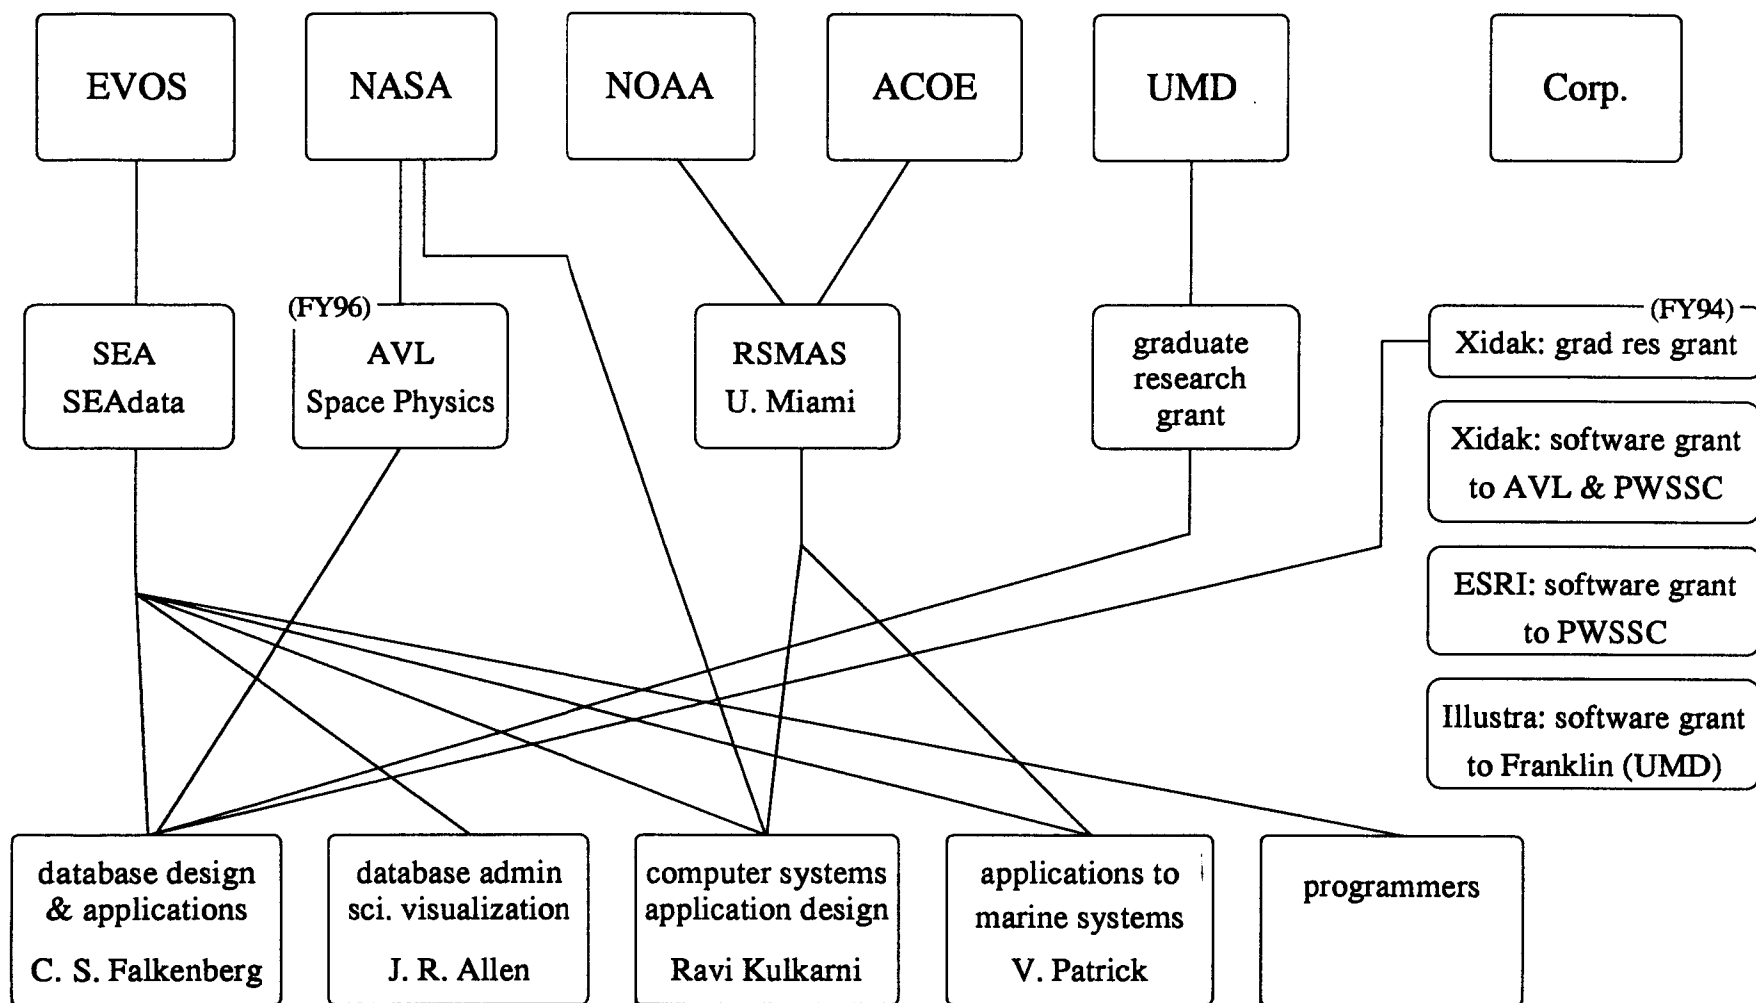 EVOS
NASA
NOAA
ACOE
UMD
Corp.
SEA
SEAdata
(FY96)
AVL
Space Physics
RSMAS
U. Miami
graduate
research
grant
(FY94)
Xidak: grad res grant
Xidak: software grant
to AVL & PWSSC
ESRI: software grant
to PWSSC
Illustra: software grant
to Franklin (UMD)
database design
& applications
C. S. Falkenberg
database admin
sci. visualization
J. R. Allen
computer systems
application design
Ravi Kulkarni
applications to
marine systems
V. Patrick
programmers